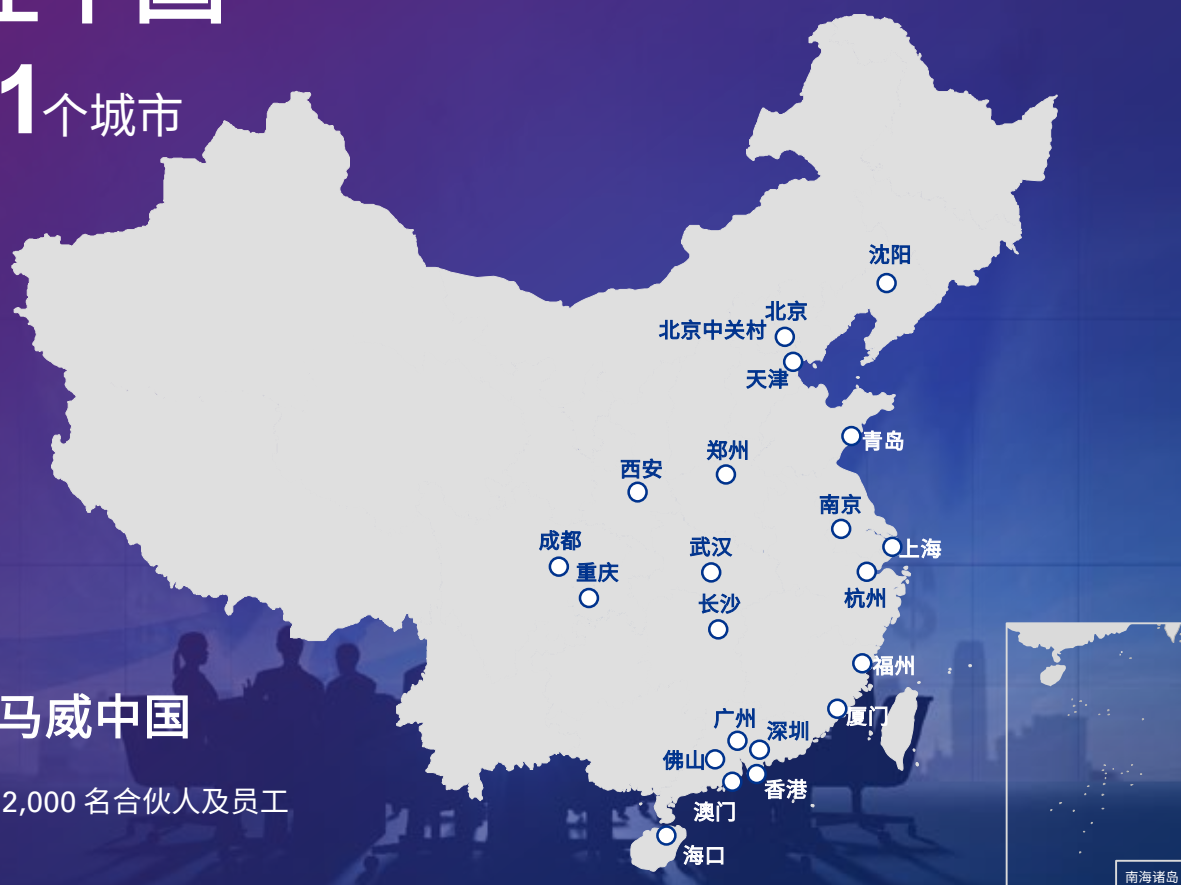 中国
1个城市
沈阳
北京
北京中关村
天津
青岛
郑州
西安
南京
成都
武汉
上海
重庆
杭州
长沙
福州
马威中国
厦门
广州
深圳
佛山
香港
2,000 名合伙人及员工
澳门
海口
南海诸岛